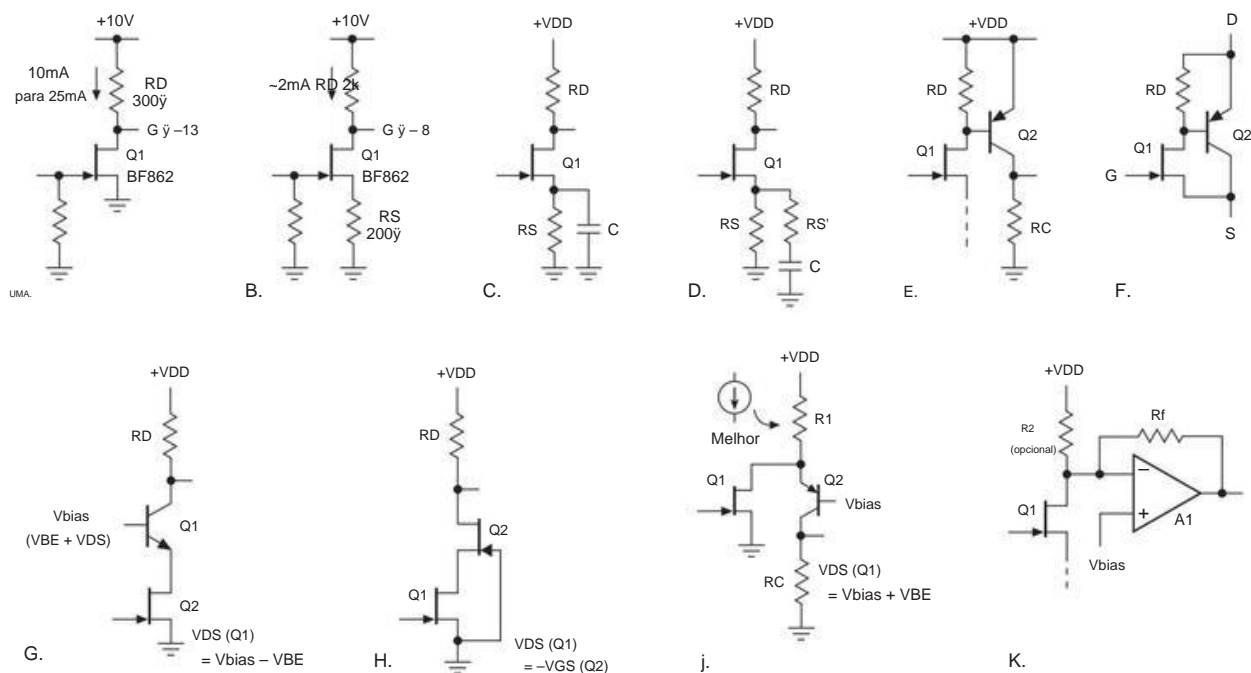 +10V
10mA
para 25mA
RD
300ÿ
G ÿ –13
Q1
BF862
UMA.
+10V
~2mA RD 2k
G ÿ – 8
Q1
BF862
RS
200ÿ
B.
+VDD
RD
Q1
RS
C
C.
+VDD
RD
Q1
RS
RS'
C
D.
+VDD
RD
Q2
Q1
RC
E.
D
RD
Q1
Q2
G
S
F.
+VDD
RD
Vbias
(VBE + VDS)
Q1
Q2
VDS (Q1)
= Vbias – VBE
G.
+VDD
RD
Q2
Q1
VDS (Q1)
= –VGS (Q2)
H.
+VDD
Melhor
R1
Q1
Q2
Vbias
RC
VDS (Q1)
= Vbias + VBE
j.
+VDD
R2
(opcional)
Rf
Q1
–
+
A1
Vbias
K.